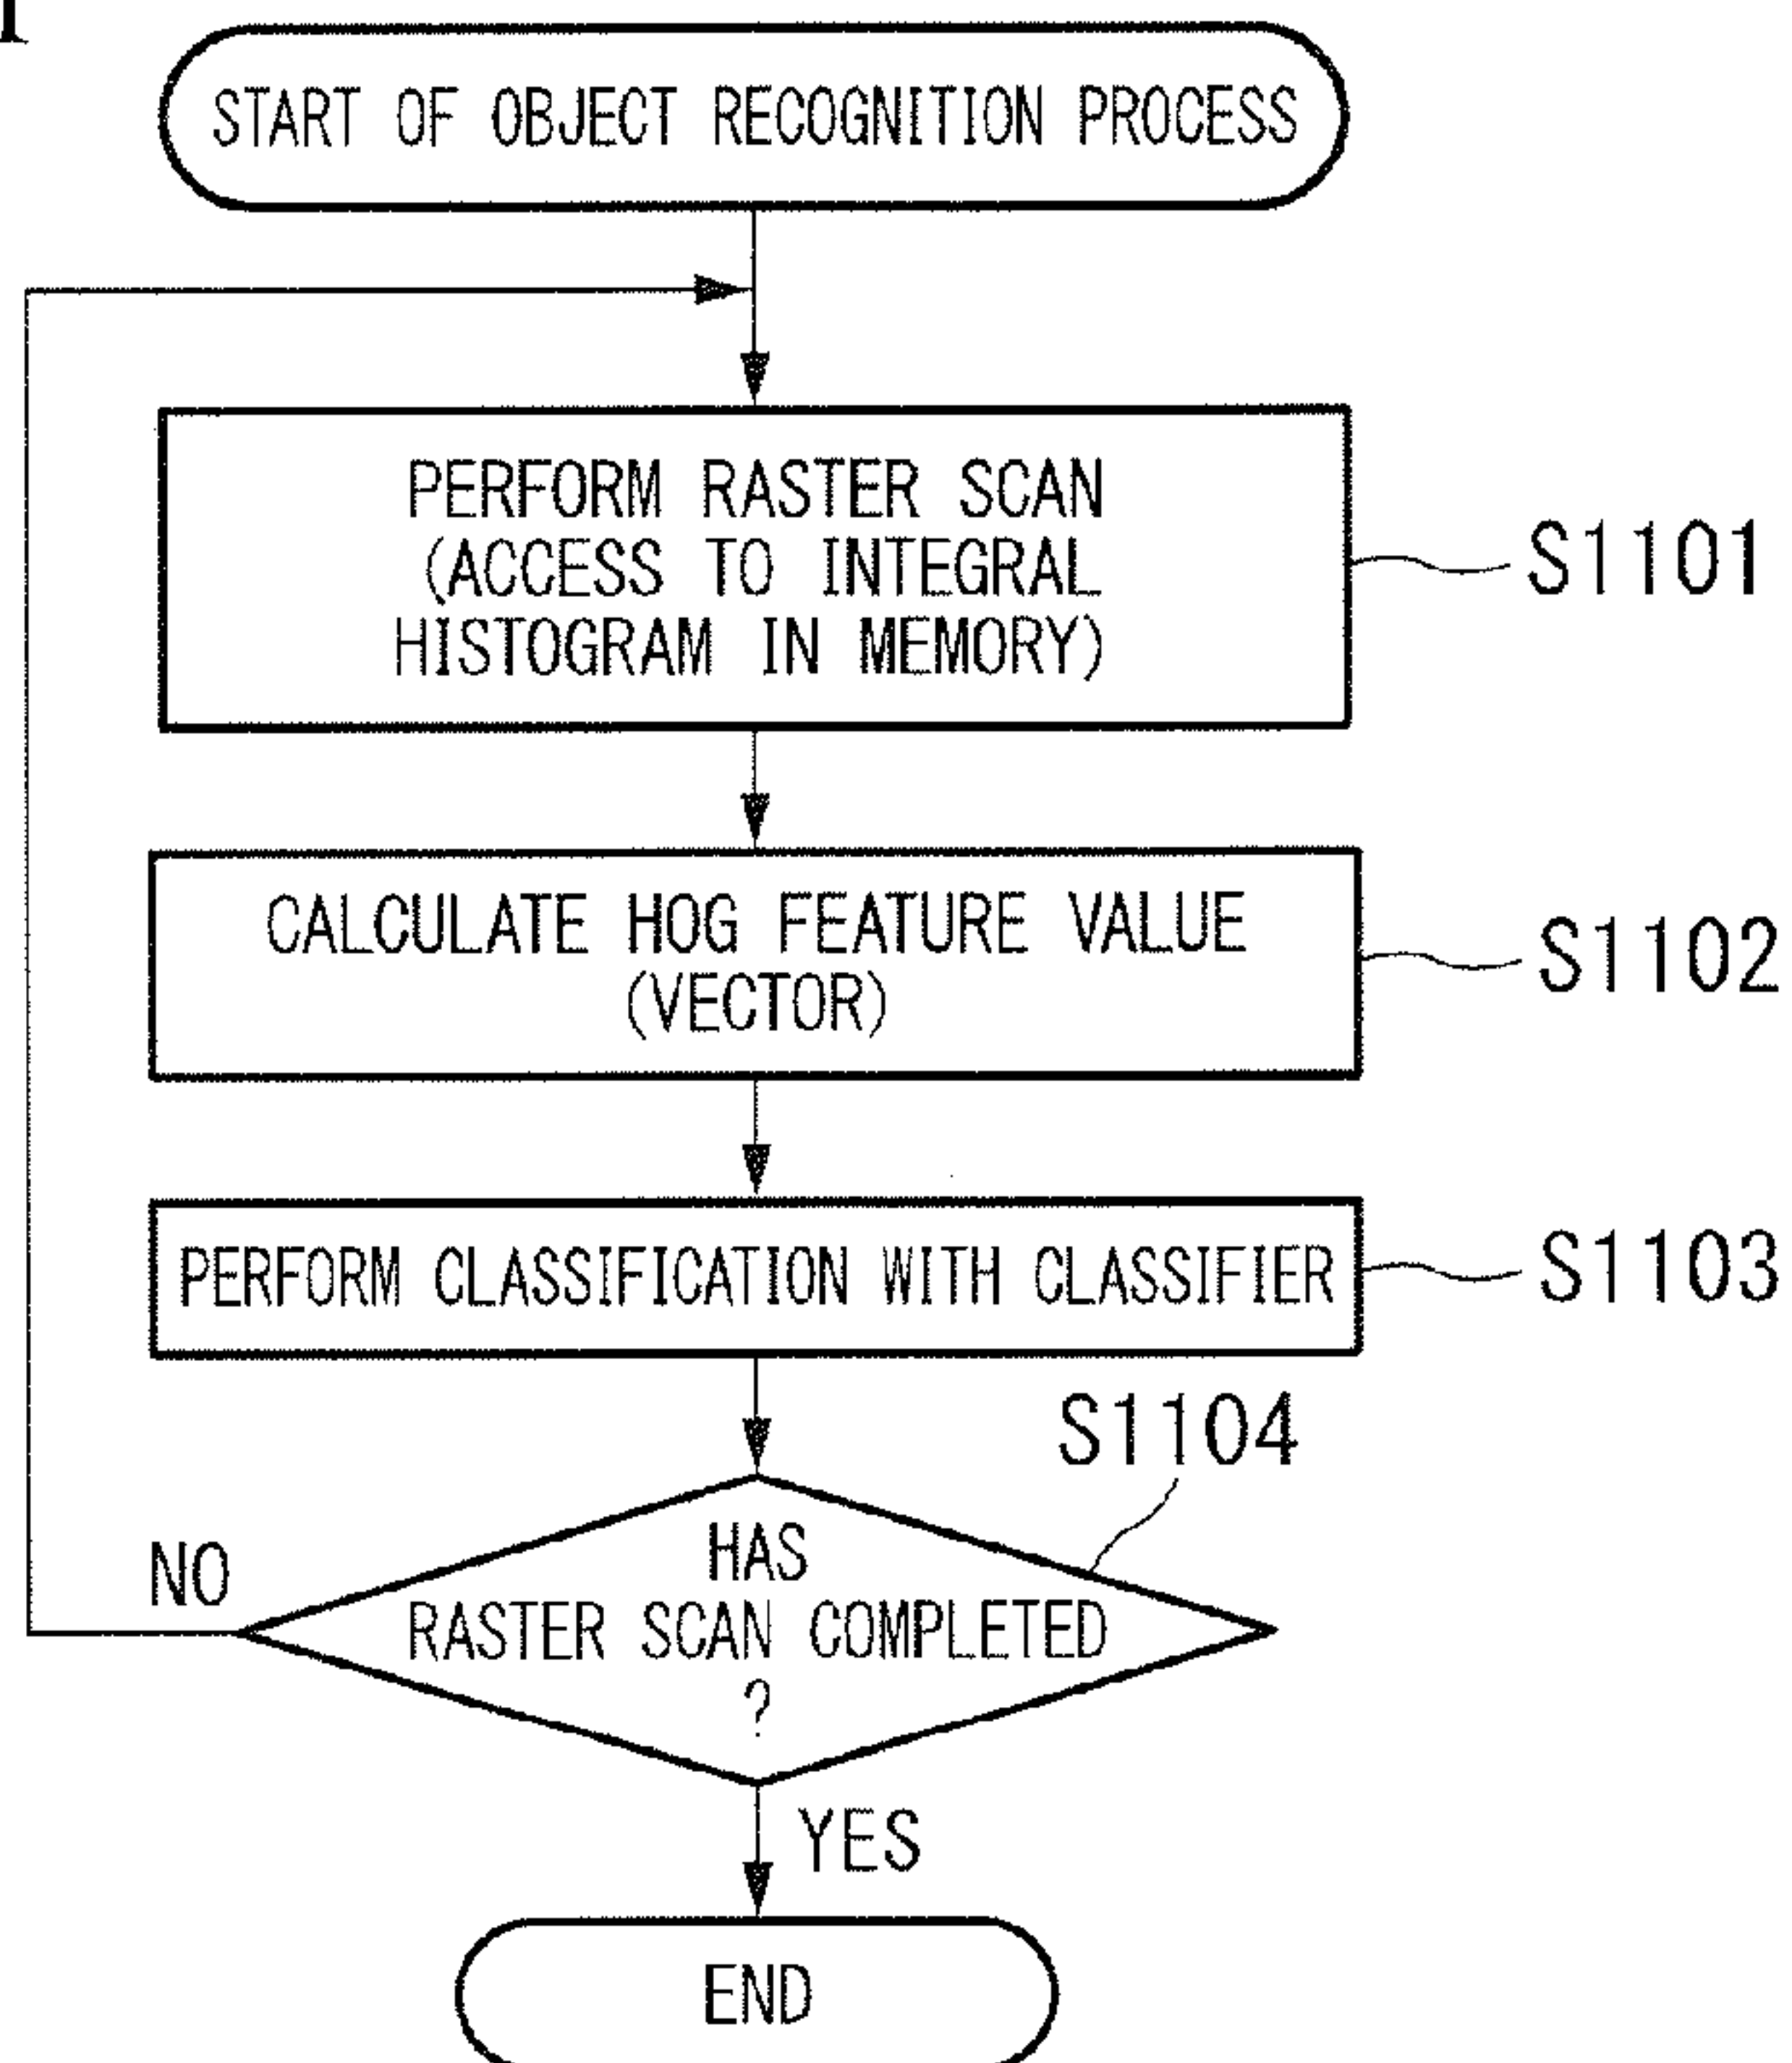 START OF OBJECT RECOGNITION PROCESS
PERFORM RASTER SCAN
(ACCESS TO INTEGRAL
HISTOGRAM IN MEMORY)
S1101
CALCULATE HOG FEATURE VALUE
(VECTOR)
S1102
PERFORM CLASSIFICATION WITH CLASSIFIER
S1103
S1104
HAS
RASTER SCAN COMPLETED
?
NO
YES
END